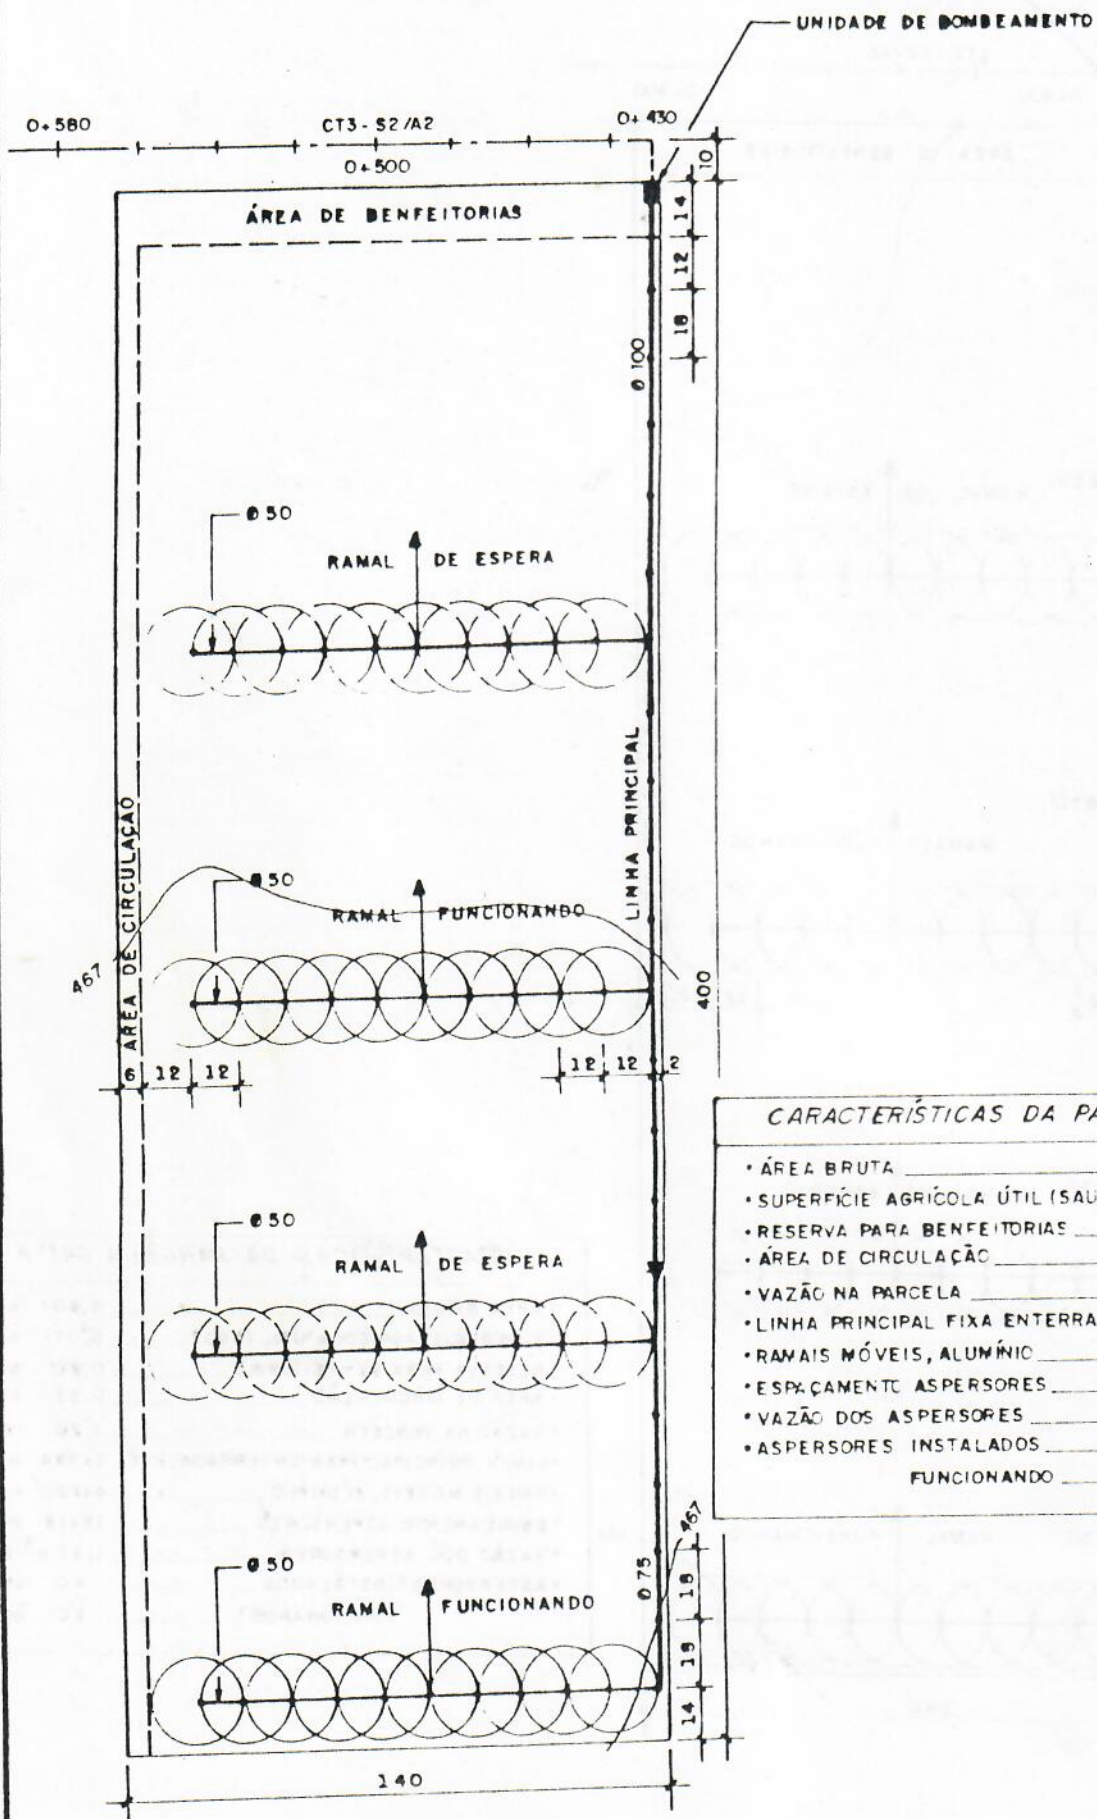 UNIDADE DE BOMBEAMENTO
0+580
CT3-S2/A2
0+430
0+500
10
ÁREA DE BENFEITORIAS
14
12
18
Ø 100
Ø 50
RAMAL DE ESPERA
LINHA PRINCIPAL
ÁREA DE CIRCULAÇÃO
Ø 50
RAMAL FUNCIONANDO
467
400
6
12
12
12
12
2
CARACTERÍSTICAS DA PA
• ÁREA BRUTA
• SUPERFÍCIE AGRÍCOLA ÚTIL (SAU
• RESERVA PARA BENFEITORIAS
• ÁREA DE CIRCULAÇÃO
• VAZÃO NA PARCELA
• LINHA PRINCIPAL FIXA ENTERRA
• RAMAIS MÓVEIS, ALUMÍNIO
• ESPAÇAMENTO ASPERSORES
• VAZÃO DOS ASPERSORES
• ASPERSORES INSTALADOS
FUNCIONANDO
Ø 50
RAMAL DE ESPERA
467
Ø 50
RAMAL FUNCIONANDO
Ø 75
18
18
14
140